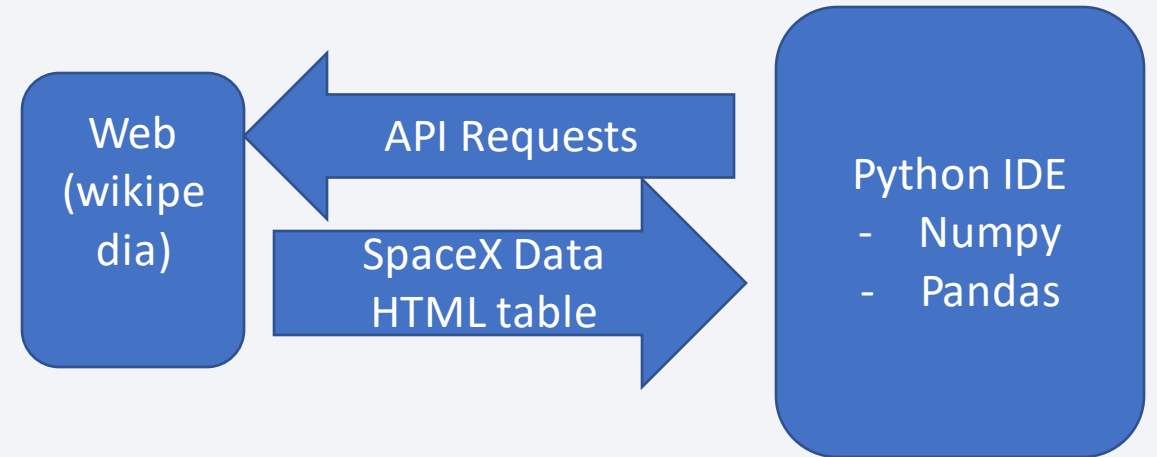 Web
(wikipe
dia)
API Requests
SpaceX Data
HTML table
Python IDE
- Numpy
- Pandas